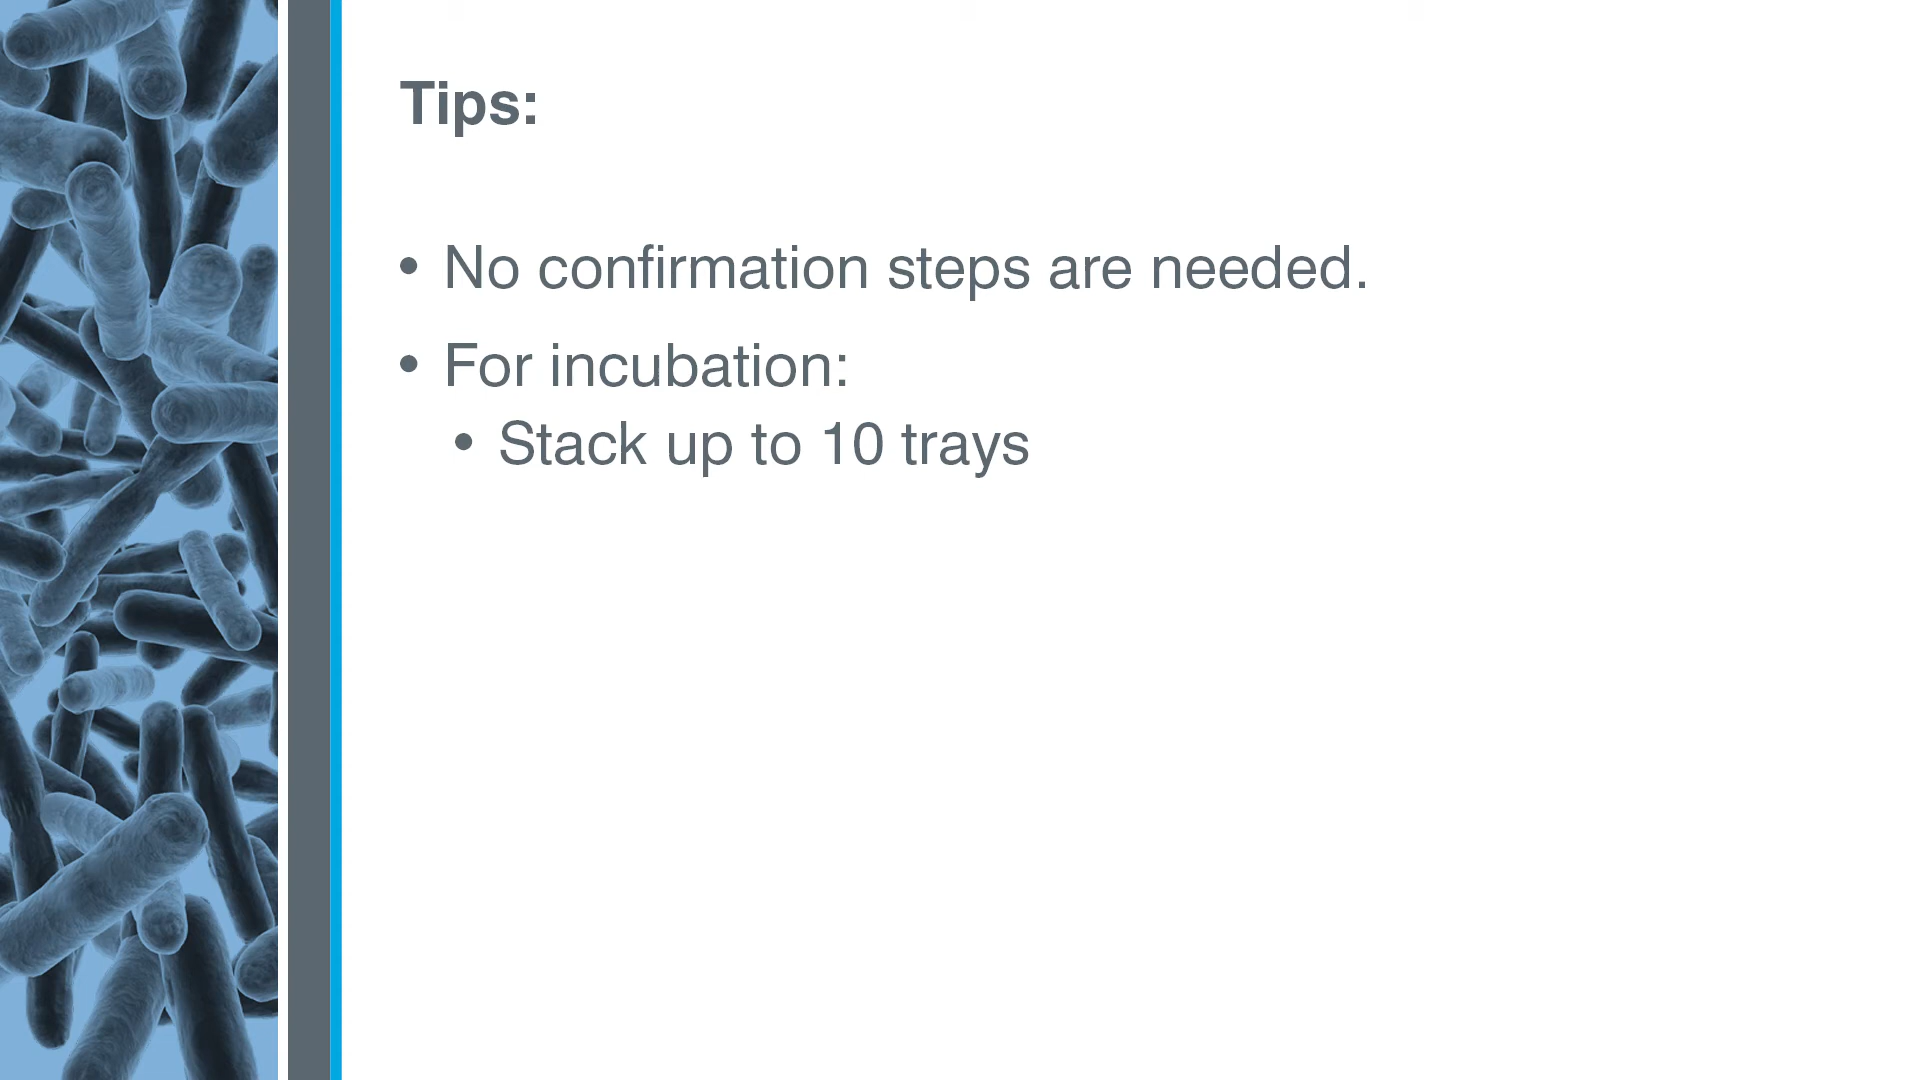 Tips:
• No confirmation steps are needed.
• For incubation:
• Stack up to 10 trays